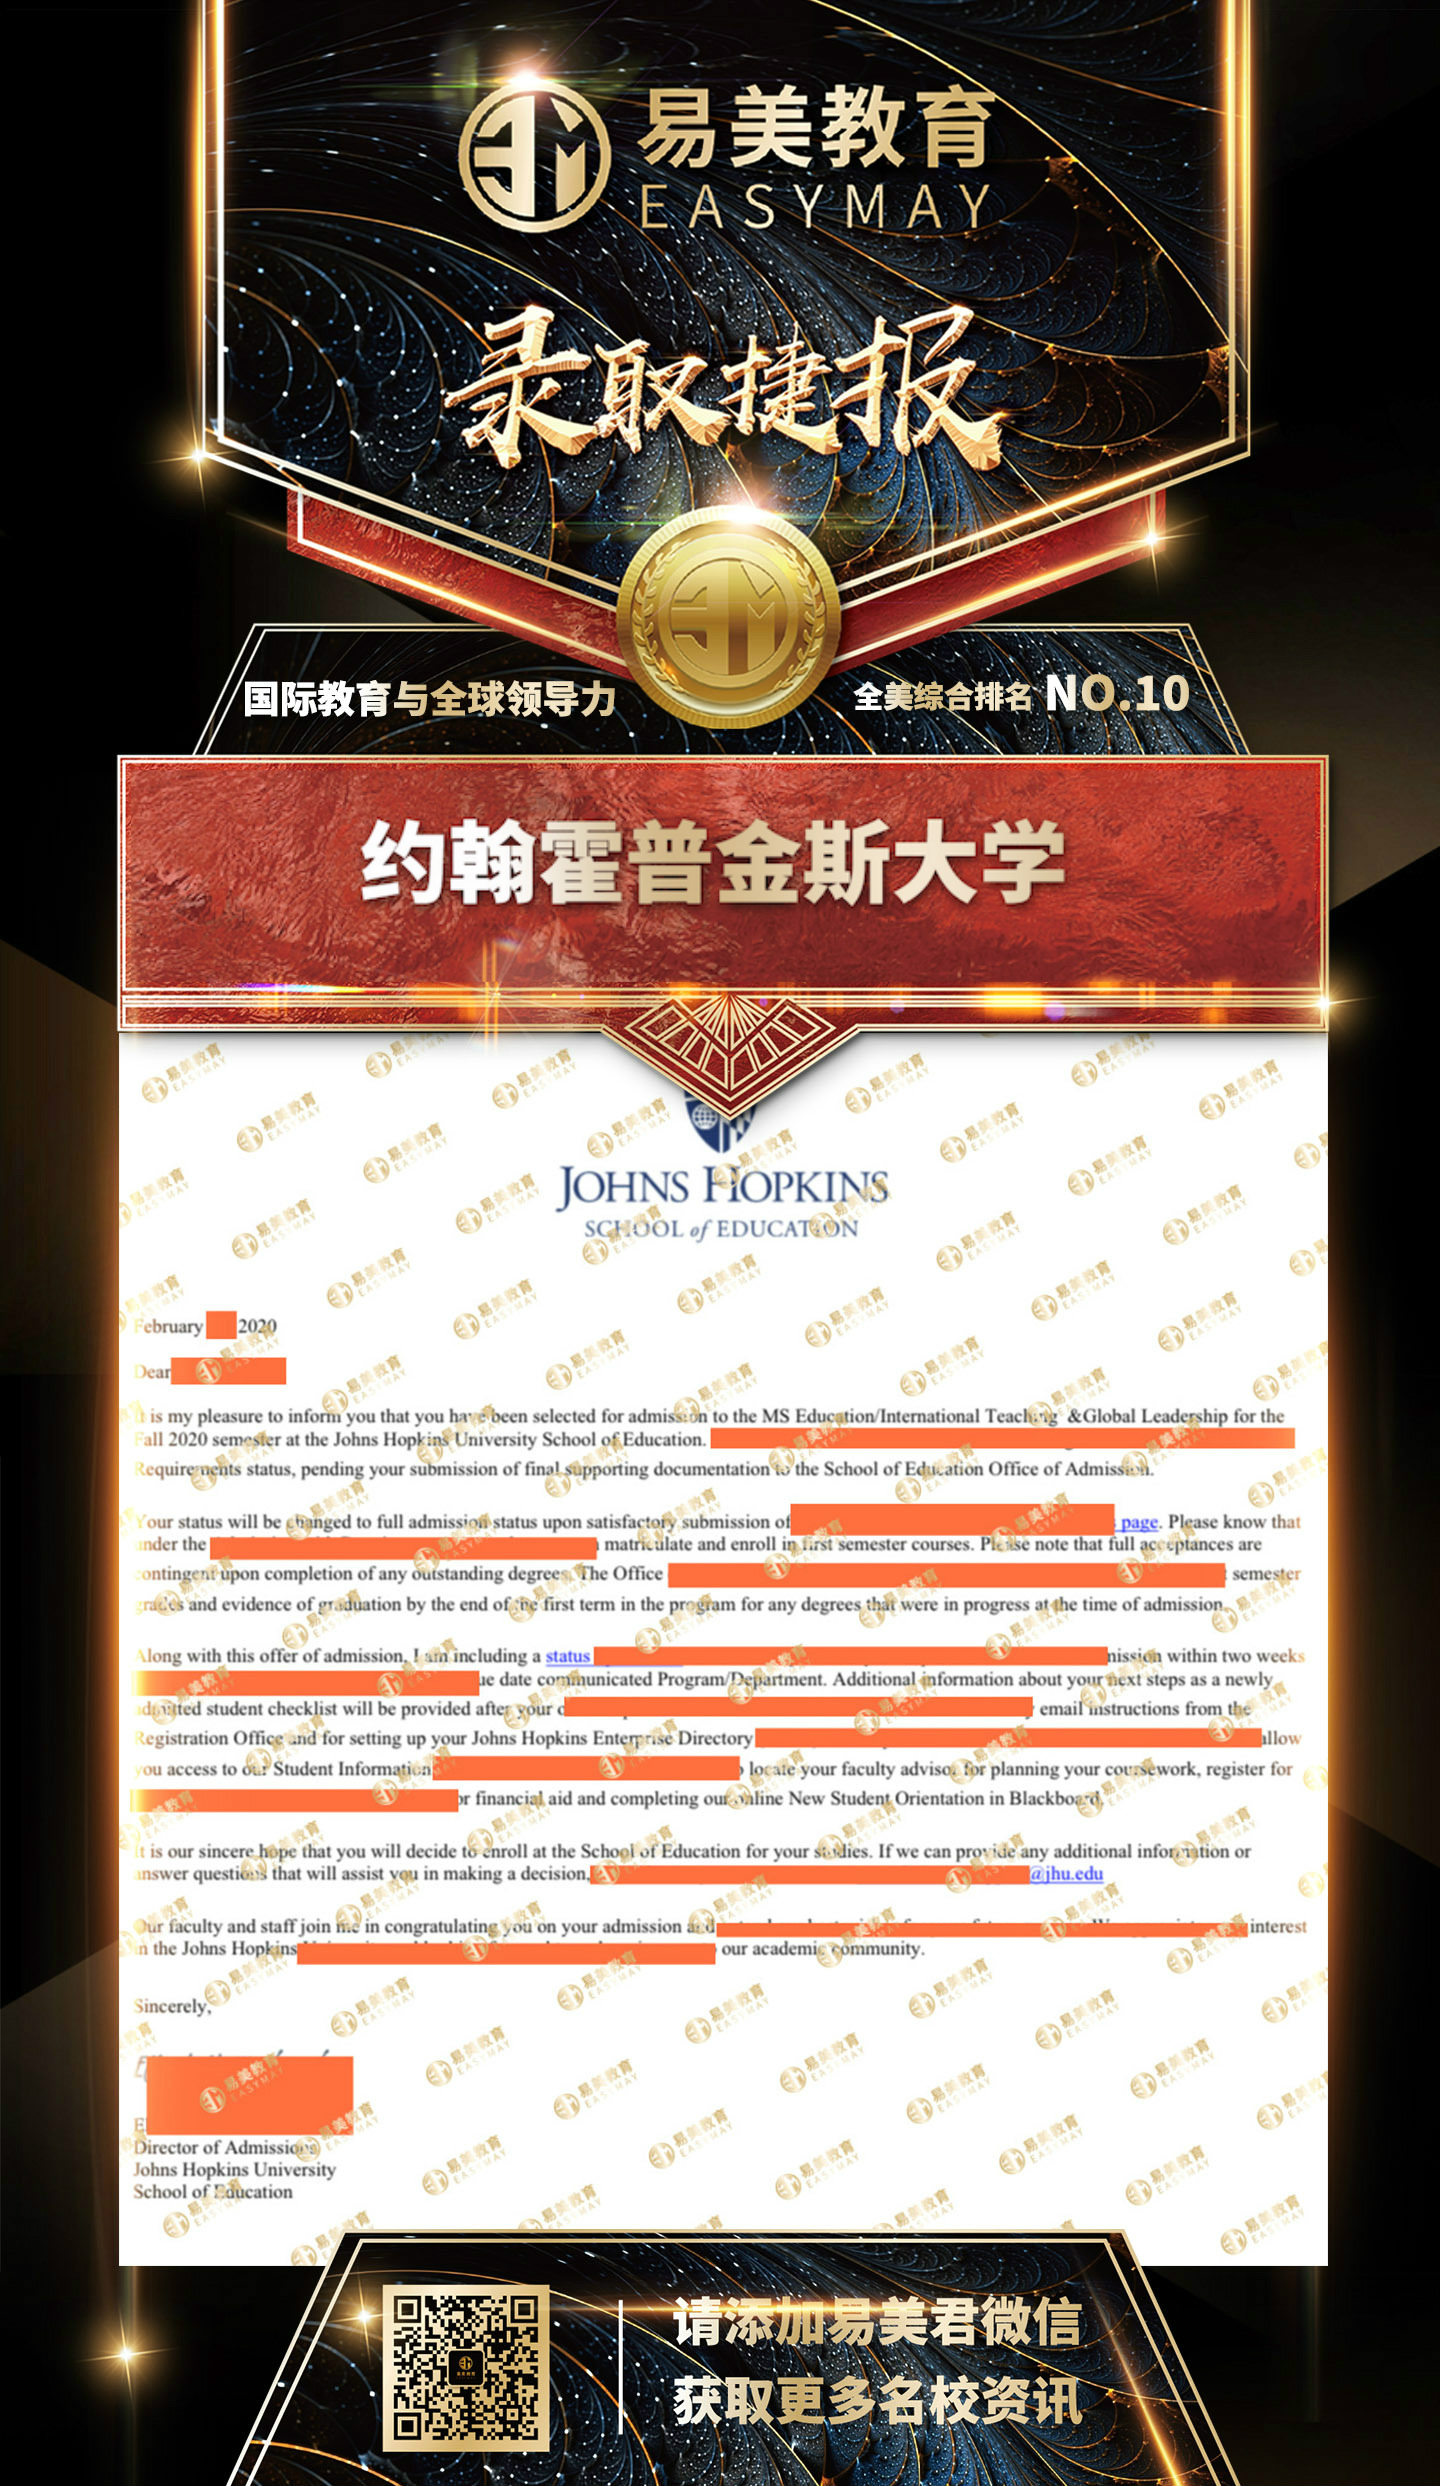 易美教育
EASYMAY
录取捷报
国际教育与全球领导力
全美综合排名 NO.10
约翰霍普金斯大学
JOHNS HOPKINS
SCHOOL of EDUCATION
February 2020
Dear
It is my pleasure to inform you that you have been selected for admission to the MS Education/International Teaching &Global Leadership for the
Fall 2020 semester at the Johns Hopkins University School of Education.
Requirements status, pending your submission of final supporting documentation to the School of Education Office of Admission.
Your status will be changed to full admission status upon satisfactory submission of page. Please know that
under the matriculate and enroll in first semester courses. Please note that full acceptances are
contingent upon completion of any outstanding degrees. The Office semester
grades and evidence of graduation by the end of the first term in the program for any degrees that were in progress at the time of admission.
Along with this offer of admission, I am including a status mission within two weeks
ue date communicated Program/Department. Additional information about your next steps as a newly
admitted student checklist will be provided after your email instructions from the
Registration Office and for setting up your Johns Hopkins Enterprise Directory allow
you access to our Student Information locate your faculty advisor for planning your coursework, register for
or financial aid and completing our online New Student Orientation in Blackboard.
It is our sincere hope that you will decide to enroll at the School of Education for your studies. If we can provide any additional information or
answer questions that will assist you in making a decision, @jhu.edu
Our faculty and staff join me in congratulating you on your admission and interest
in the Johns Hopkins our academic community.
Sincerely,
Director of Admissions
Johns Hopkins University
School of Education
请添加易美君微信
获取更多名校资讯